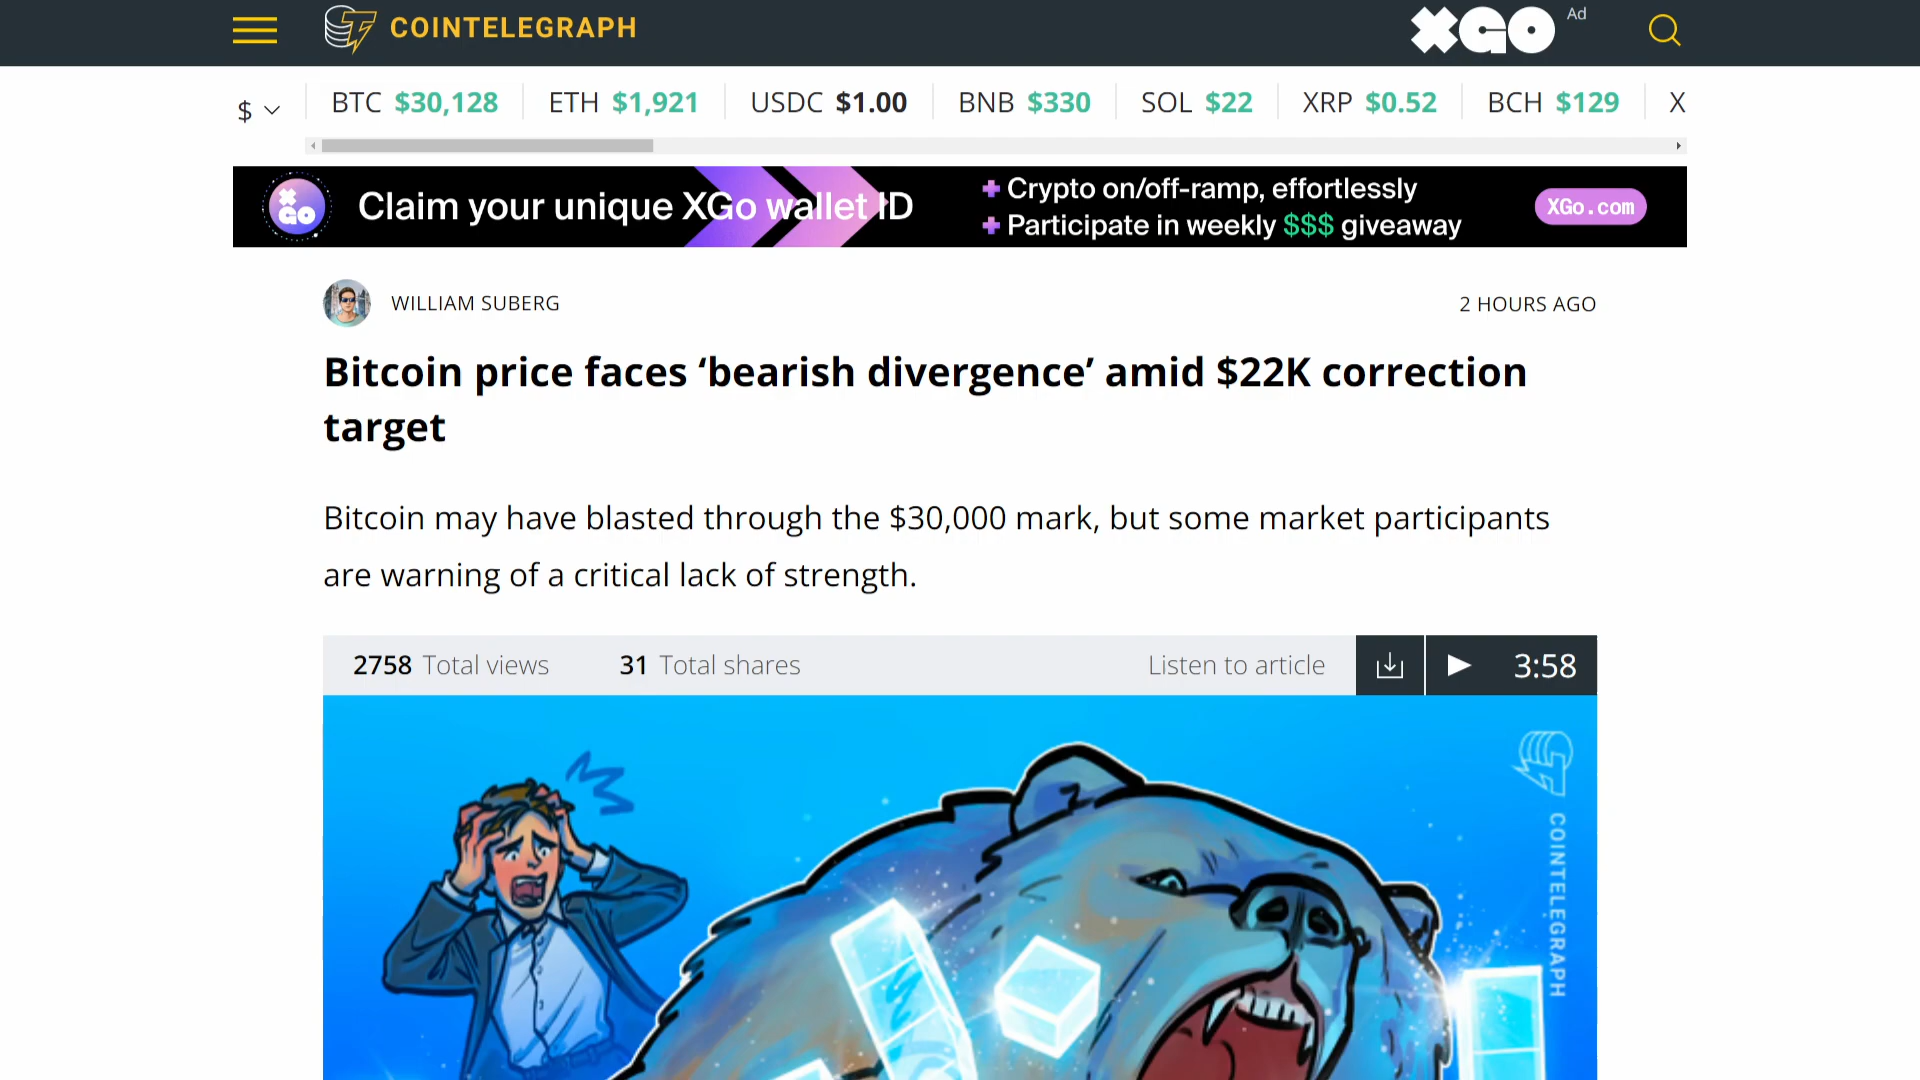 COINTELEGRAPH
XGO
Ad
$
BTC $30,128
ETH $1,921
USDC $1.00
BNB $330
SOL $22
XRP $0.52
BCH $129
X
XGO
Claim your unique XGo wallet ID
+ Crypto on/off-ramp, effortlessly
+ Participate in weekly $$$ giveaway
XGo.com
WILLIAM SUBERG
2 HOURS AGO
Bitcoin price faces ‘bearish divergence’ amid $22K correction
target
Bitcoin may have blasted through the $30,000 mark, but some market participants
are warning of a critical lack of strength.
2758 Total views
31 Total shares
Listen to article
3:58
COINTELEGRAPH